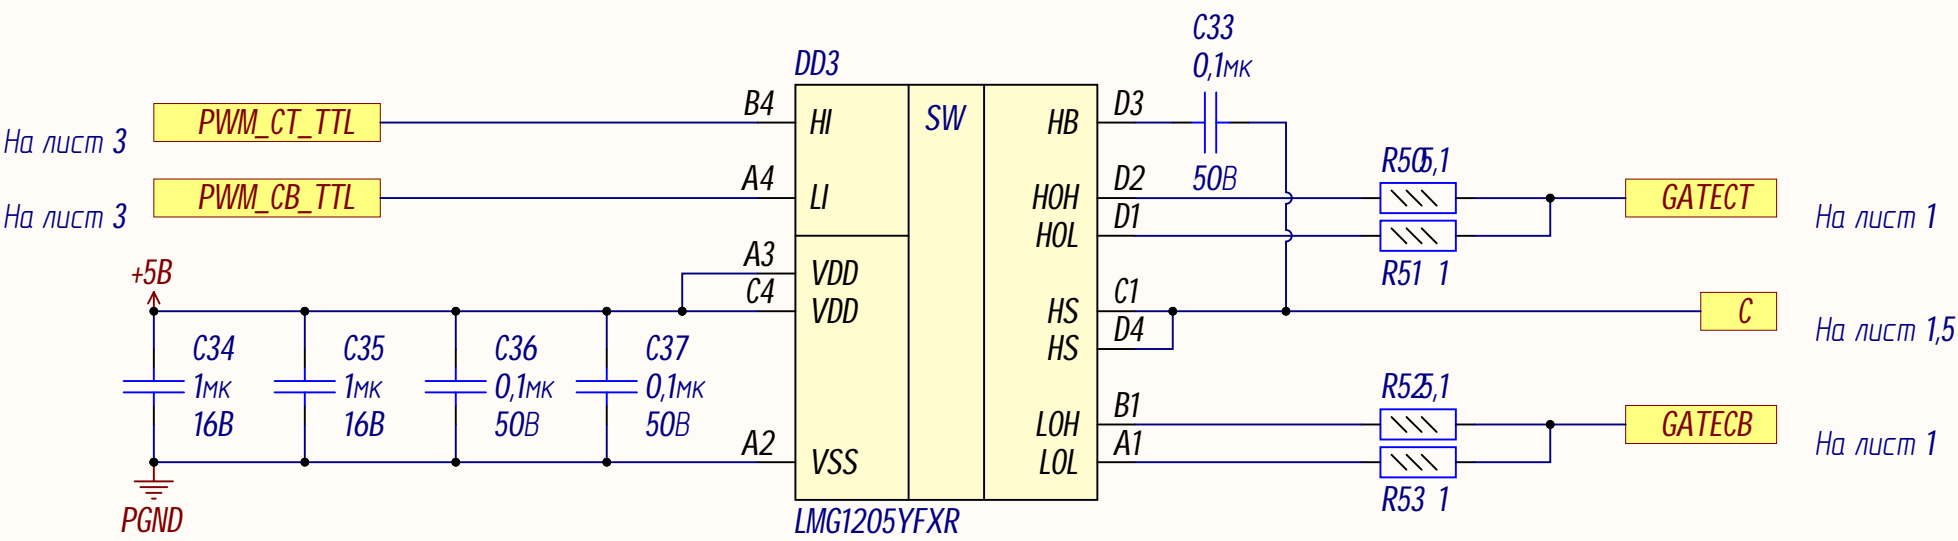 C33
0,1мк
50В
DD3
На лист 3
PWM_CT_TTL
B4
HI
SW
HB
D3
На лист 3
PWM_CB_TTL
A4
LI
HOH
D2
R50 5,1
GATECT
На лист 1
HOL
D1
R51 1
+5В
A3
VDD
C4
VDD
HS
C1
C
На лист 1,5
HS
D4
C34
1мк
16В
C35
1мк
16В
C36
0,1мк
50В
C37
0,1мк
50В
LOH
B1
R52 5,1
GATECB
На лист 1
A2
VSS
LOL
A1
R53 1
PGND
LMG1205YFXR